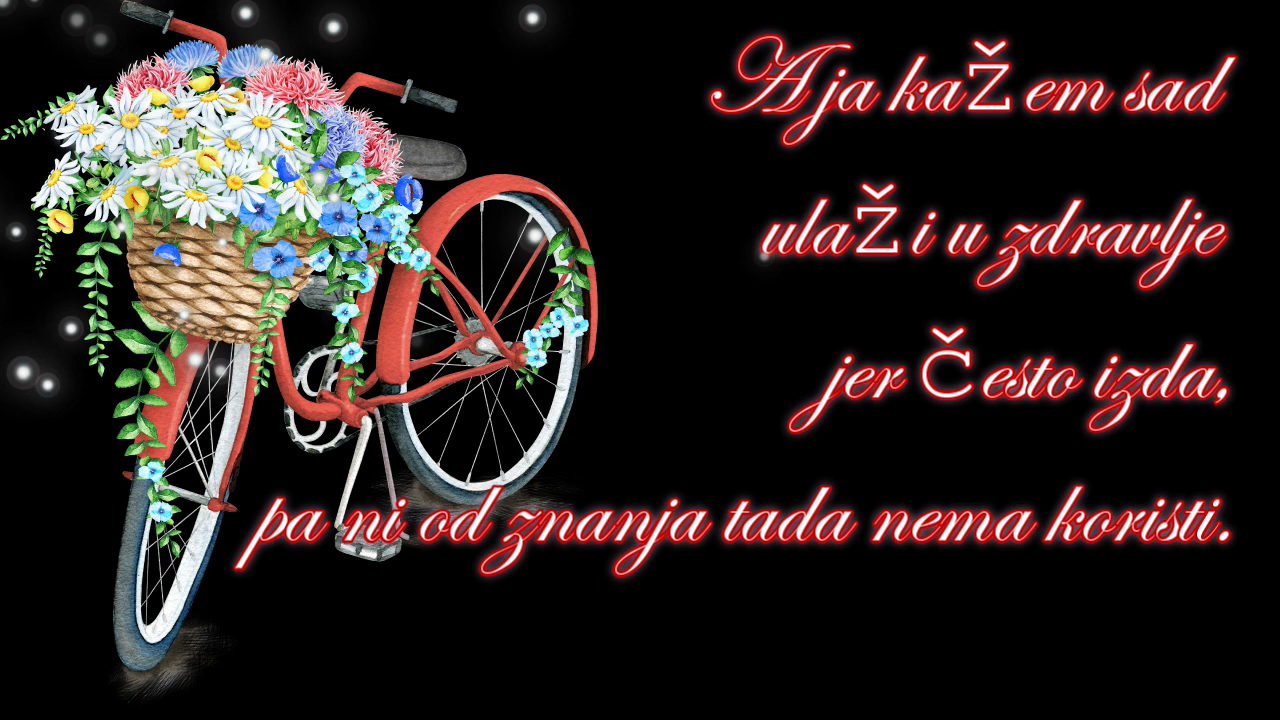 A ja kaŽem sad
ulaŽi u zdravlje
jer Često izda,
pa ni od znanja tada nema koristi.